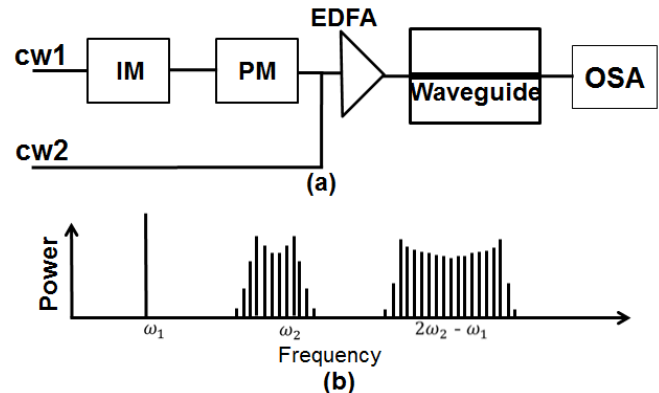 EDFA
cw1
IM
PM
Waveguide
OSA
cw2
(a)
Power
ω₁
ω₂
2ω₂ - ω₁
Frequency
(b)